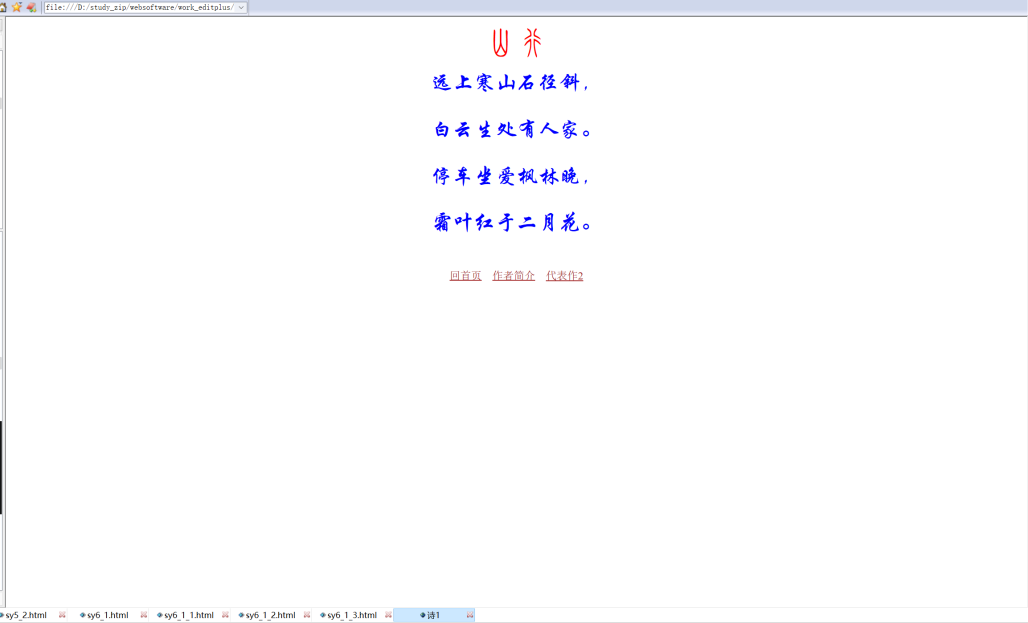 file:///D:/study_zip/websoftware/work_editplus/
山 行
远上寒山石径斜,
白云生处有人家。
停车坐爱枫林晚,
霜叶红于二月花。
回首页 作者简介 代表作2
sy5_2.html sy6_1.html sy6_1_1.html sy6_1_2.html sy6_1_3.html 诗1